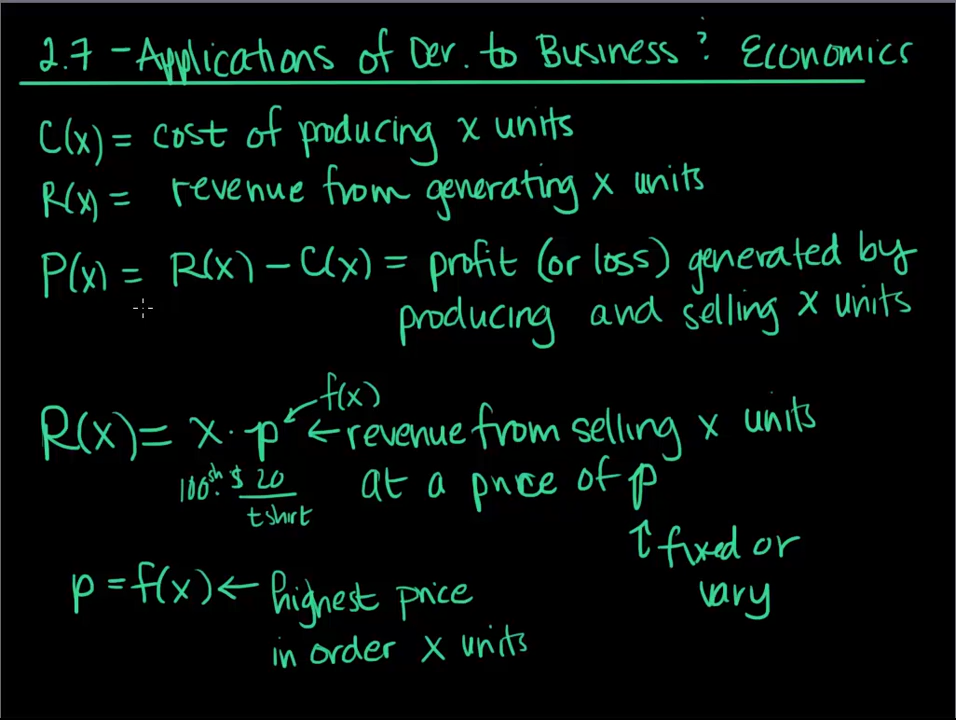 2.7 - Applications of Der. to Business & Economics
C(x) = cost of producing x units
R(x) = revenue from generating x units
P(x) = R(x) - C(x) = profit (or loss) generated by
producing and selling x units
f(x)
R(x) = x · p ← revenue from selling x units
100 sh · $ 20 / tshirt
at a price of p
↑ fixed or
vary
p = f(x) ← highest price
in order x units